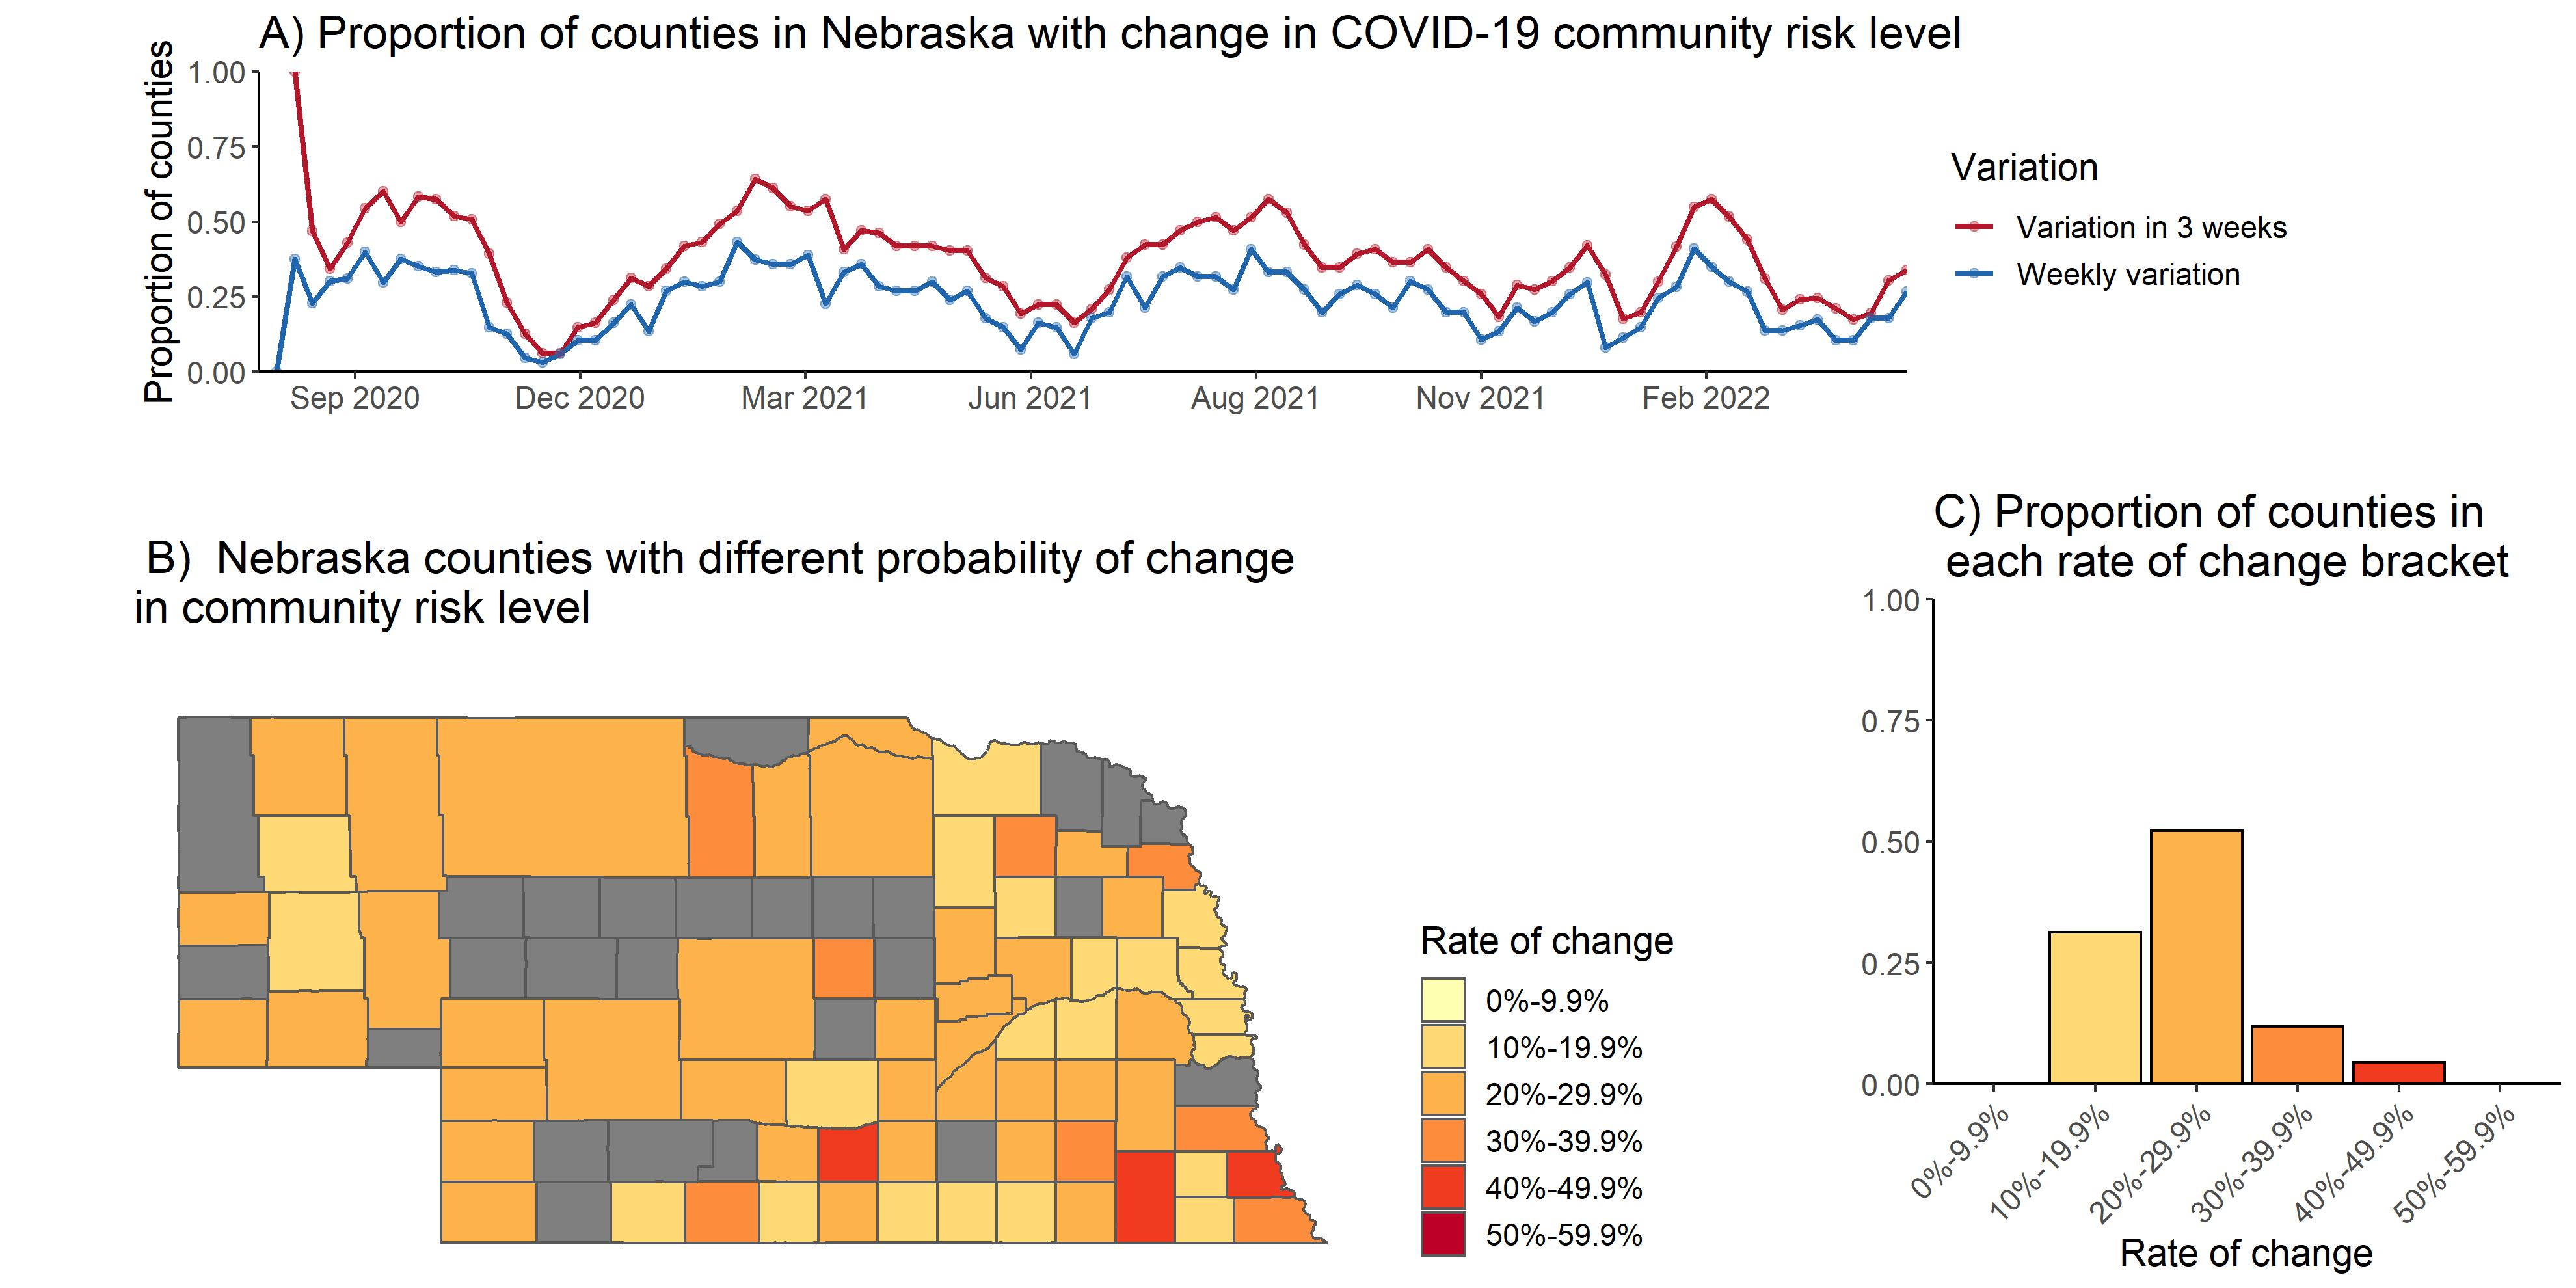 A) Proportion of counties in Nebraska with change in COVID-19 community risk level
Proportion of counties
1.00
0.75
0.50
0.25
0.00
Sep 2020 Dec 2020 Mar 2021 Jun 2021 Aug 2021 Nov 2021 Feb 2022
Variation
Variation in 3 weeks
Weekly variation
B) Nebraska counties with different probability of change
in community risk level
Rate of change
0%-9.9%
10%-19.9%
20%-29.9%
30%-39.9%
40%-49.9%
50%-59.9%
C) Proportion of counties in
each rate of change bracket
1.00
0.75
0.50
0.25
0.00
0%-9.9% 10%-19.9% 20%-29.9% 30%-39.9% 40%-49.9% 50%-59.9%
Rate of change